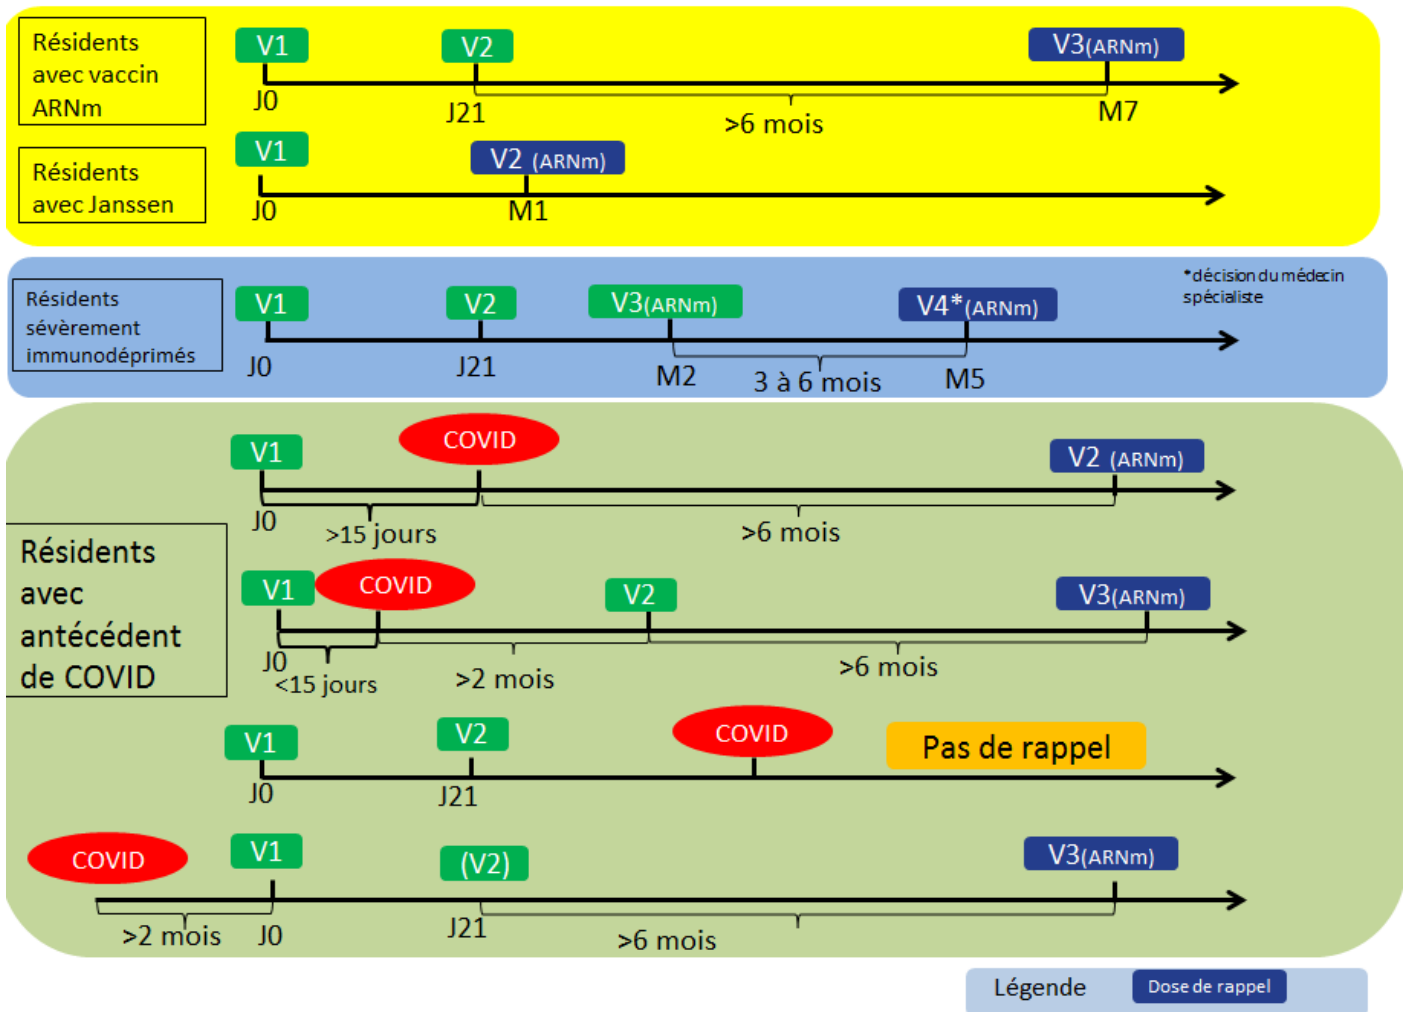 Résidents
avec vaccin
ARNm
V1
V2
V3(ARNm)
J0
J21
>6 mois
M7
Résidents
avec Janssen
V1
V2 (ARNm)
J0
M1
Résidents
sévèrement
immunodéprimés
V1
V2
V3(ARNm)
V4*(ARNm)
*décision du médecin
spécialiste
J0
J21
M2
3 à 6 mois
M5
Résidents
avec
antécédent
de COVID
V1
COVID
V2 (ARNm)
J0
>15 jours
>6 mois
V1
COVID
V2
V3(ARNm)
J0
<15 jours
>2 mois
>6 mois
V1
V2
COVID
Pas de rappel
J0
J21
COVID
V1
(V2)
V3(ARNm)
>2 mois
J0
J21
>6 mois
Légende
Dose de rappel